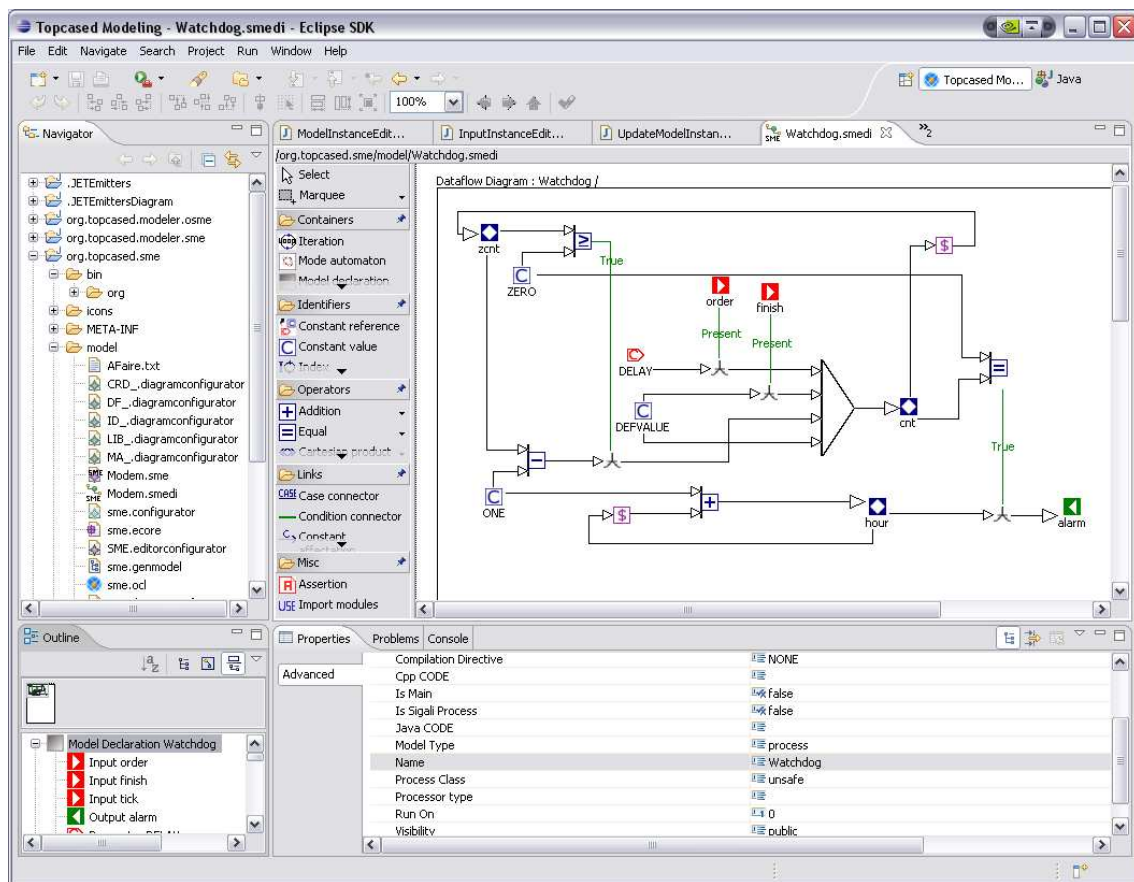 Topcased Modeling - Watchdog.smedi - Eclipse SDK
File Edit Navigate Search Project Run Window Help
Topcased Mo... Java
100%
Navigator
.JETEmitters
.JETEmittersDiagram
org.topcased.modeler.osme
org.topcased.modeler.sme
org.topcased.sme
bin
org
icons
META-INF
model
AFaire.txt
CRD_.diagramconfigurator
DF_.diagramconfigurator
ID_.diagramconfigurator
LIB_.diagramconfigurator
MA_.diagramconfigurator
Modem.sme
Modem.smedi
sme.configurator
sme.ecore
SME.editorconfigurator
sme.genmodel
sme.ocl
ModelInstanceEdit... InputInstanceEdit... UpdateModelInstan... Watchdog.smedi »2
/org.topcased.sme/model/Watchdog.smedi
Select
Marquee
Containers
Iteration
Mode automaton
Model declaration
Identifiers
Constant reference
Constant value
Index
Operators
Addition
Equal
Cartesian product
Links
CASE Case connector
Condition connector
Constant
affectation
Misc
Assertion
USE Import modules
Dataflow Diagram : Watchdog /
zcnt
≥
True
$
C
ZERO
order
finish
Present
Present
DELAY
C
DEFVALUE
=
cnt
True
−
C
ONE
$
+
hour
alarm
Outline
Model Declaration Watchdog
Input order
Input finish
Input tick
Output alarm
Properties Problems Console
Advanced
Compilation Directive NONE
Cpp CODE
Is Main false
Is Sigali Process false
Java CODE
Model Type process
Name Watchdog
Process Class unsafe
Processor type
Run On 0
Visibility public